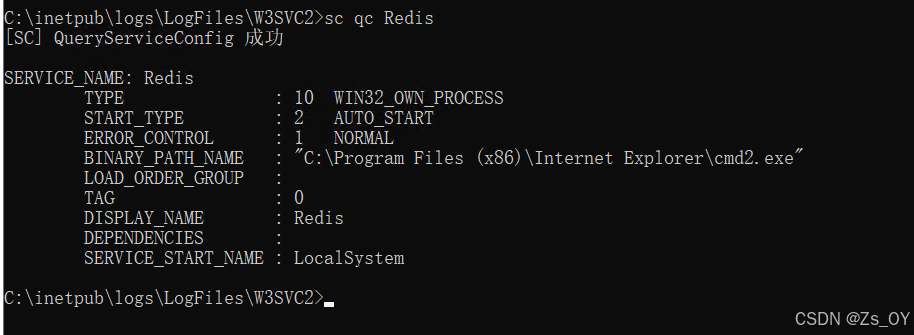 C:\inetpub\logs\LogFiles\W3SVC2>sc qc Redis
[SC] QueryServiceConfig 成功
SERVICE_NAME: Redis
        TYPE               : 10  WIN32_OWN_PROCESS
        START_TYPE         : 2   AUTO_START
        ERROR_CONTROL      : 1   NORMAL
        BINARY_PATH_NAME   : "C:\Program Files (x86)\Internet Explorer\cmd2.exe"
        LOAD_ORDER_GROUP   :
        TAG                : 0
        DISPLAY_NAME       : Redis
        DEPENDENCIES       :
        SERVICE_START_NAME : LocalSystem
C:\inetpub\logs\LogFiles\W3SVC2>
CSDN @Zs_OY